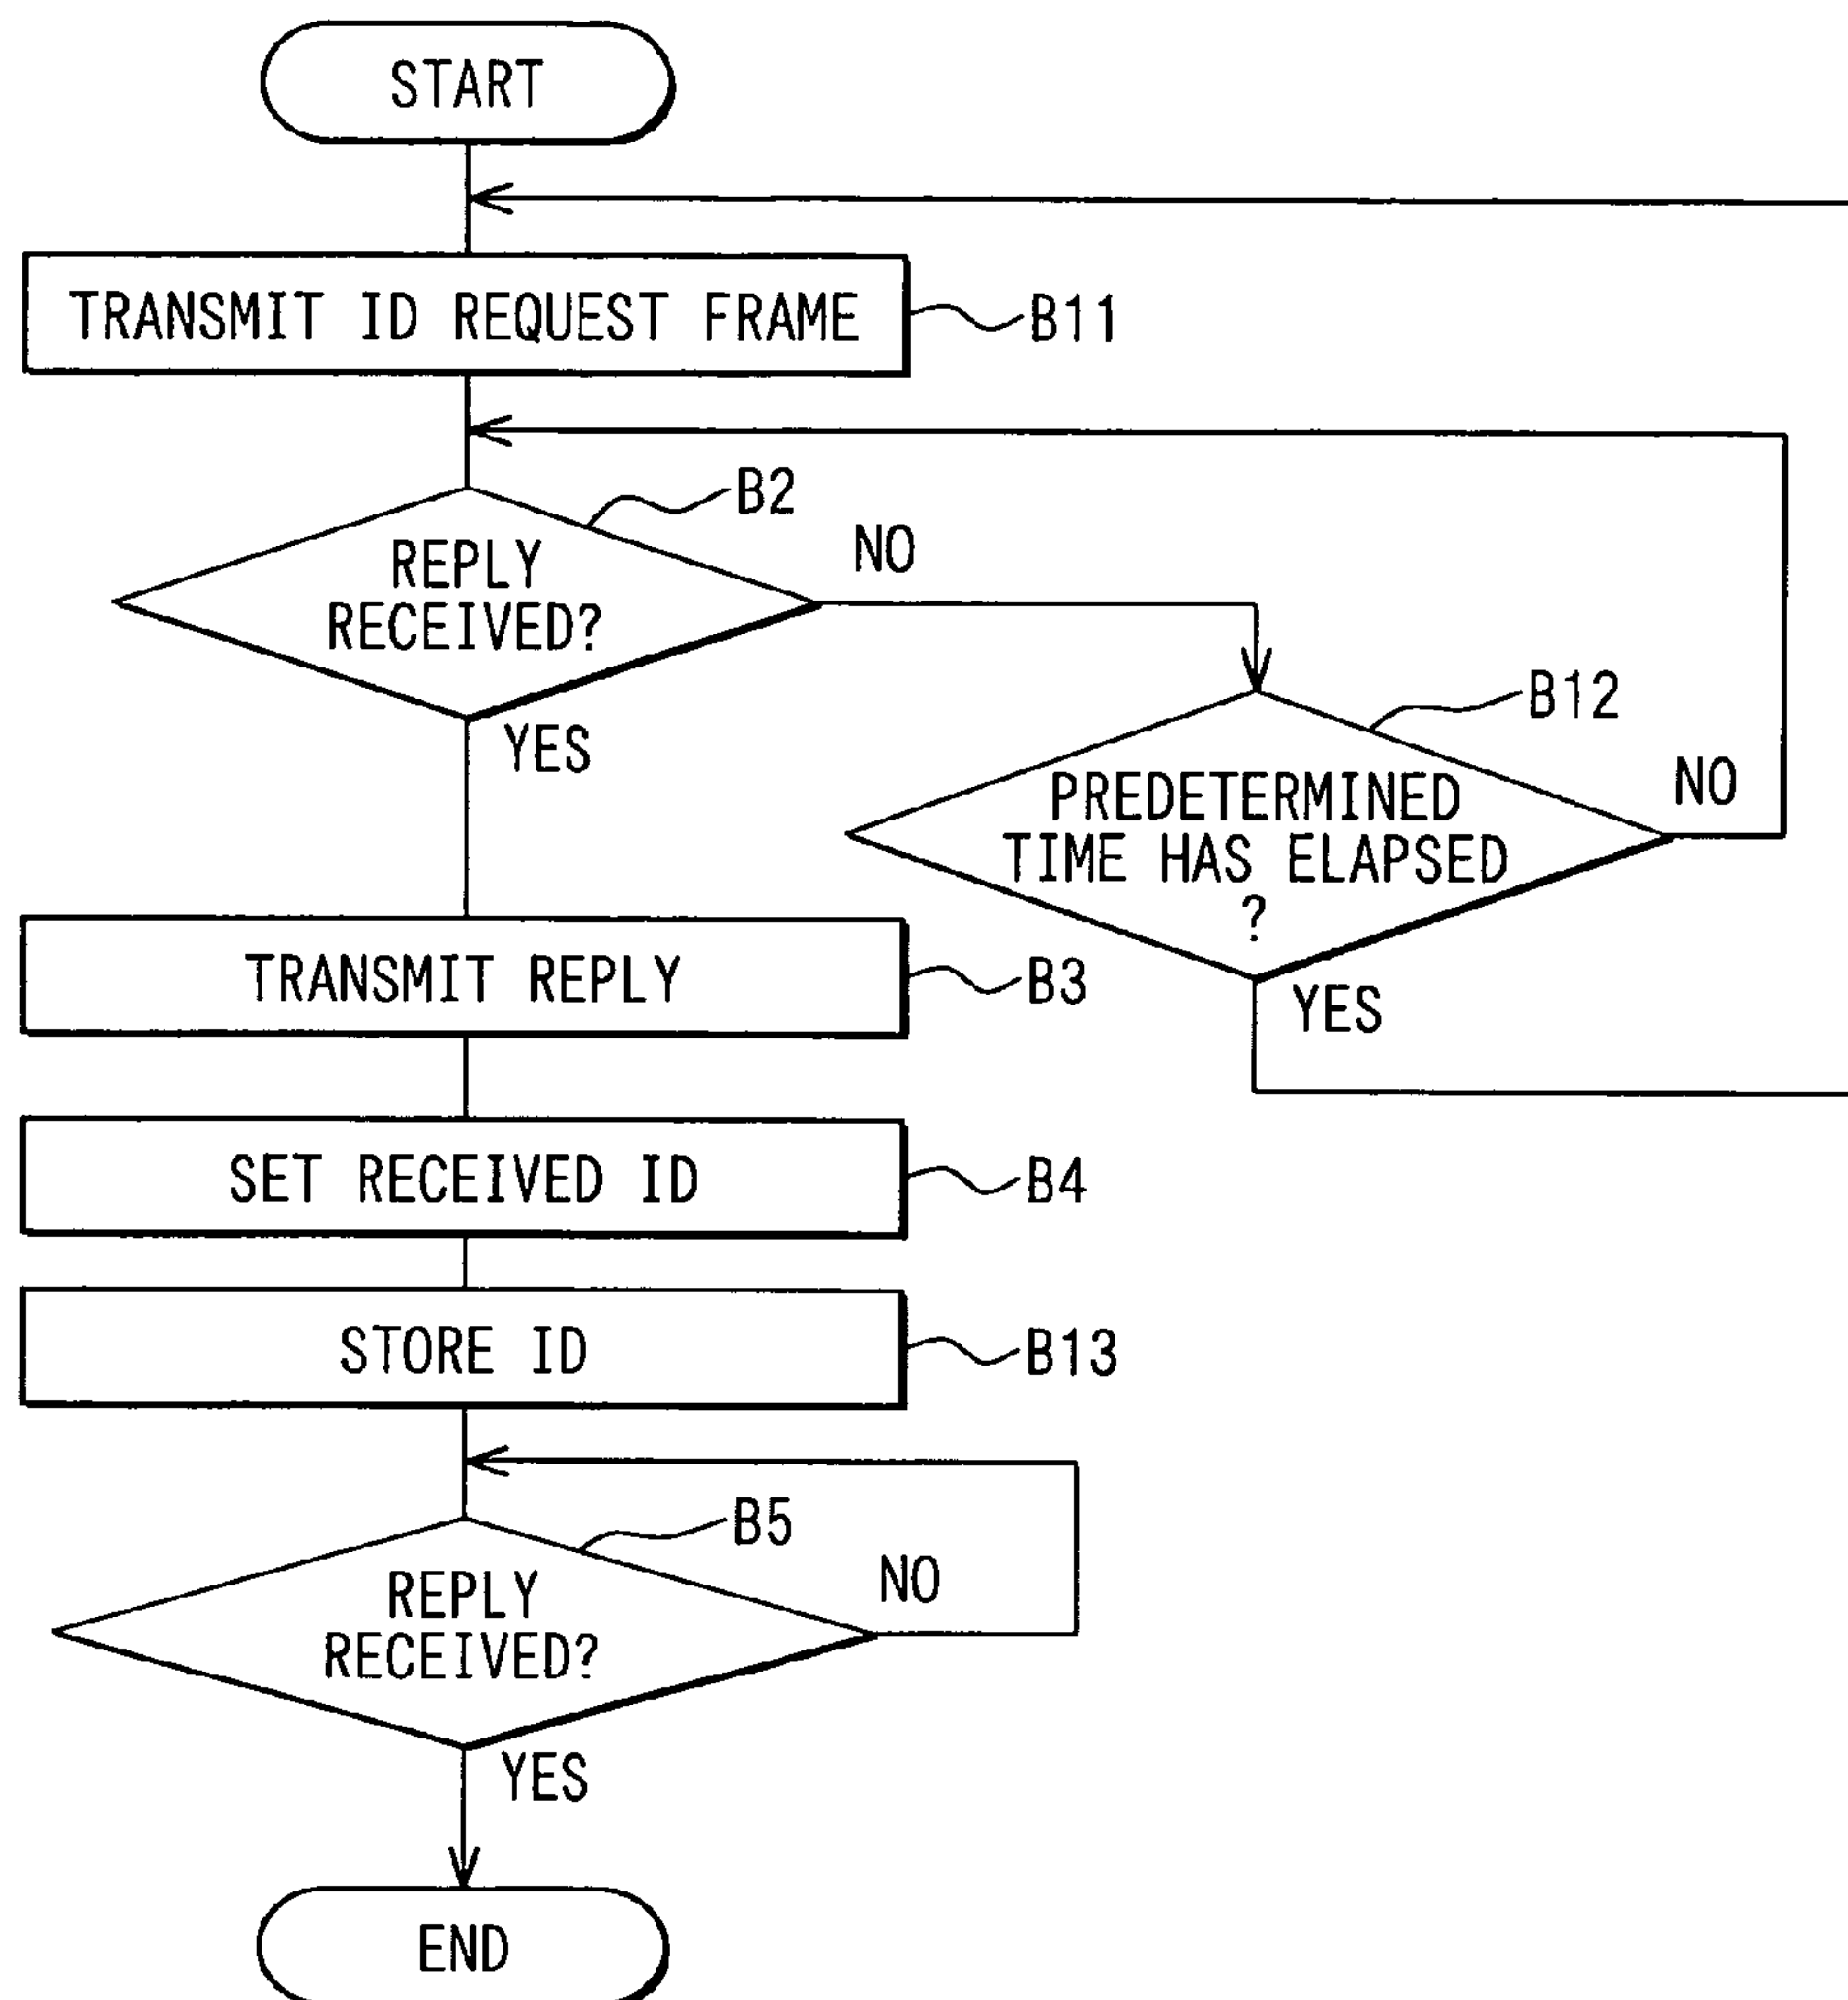 START
TRANSMIT ID REQUEST FRAME
B11
B2
REPLY
RECEIVED?
NO
YES
B12
PREDETERMINED
TIME HAS ELAPSED
?
NO
YES
TRANSMIT REPLY
B3
SET RECEIVED ID
B4
STORE ID
B13
B5
REPLY
RECEIVED?
NO
YES
END